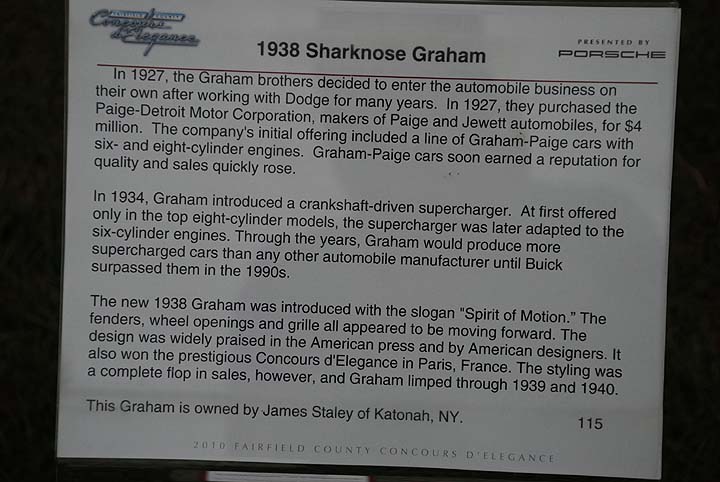 FAIRFIELD COUNTY
Concours
d'Elegance
1938 Sharknose Graham
PRESENTED BY
PORSCHE
In 1927, the Graham brothers decided to enter the automobile business on
their own after working with Dodge for many years. In 1927, they purchased the
Paige-Detroit Motor Corporation, makers of Paige and Jewett automobiles, for $4
million. The company's initial offering included a line of Graham-Paige cars with
six- and eight-cylinder engines. Graham-Paige cars soon earned a reputation for
quality and sales quickly rose.
In 1934, Graham introduced a crankshaft-driven supercharger. At first offered
only in the top eight-cylinder models, the supercharger was later adapted to the
six-cylinder engines. Through the years, Graham would produce more
supercharged cars than any other automobile manufacturer until Buick
surpassed them in the 1990s.
The new 1938 Graham was introduced with the slogan "Spirit of Motion." The
fenders, wheel openings and grille all appeared to be moving forward. The
design was widely praised in the American press and by American designers. It
also won the prestigious Concours d'Elegance in Paris, France. The styling was
a complete flop in sales, however, and Graham limped through 1939 and 1940.
This Graham is owned by James Staley of Katonah, NY.
115
2010 FAIRFIELD COUNTY CONCOURS D'ELEGANCE